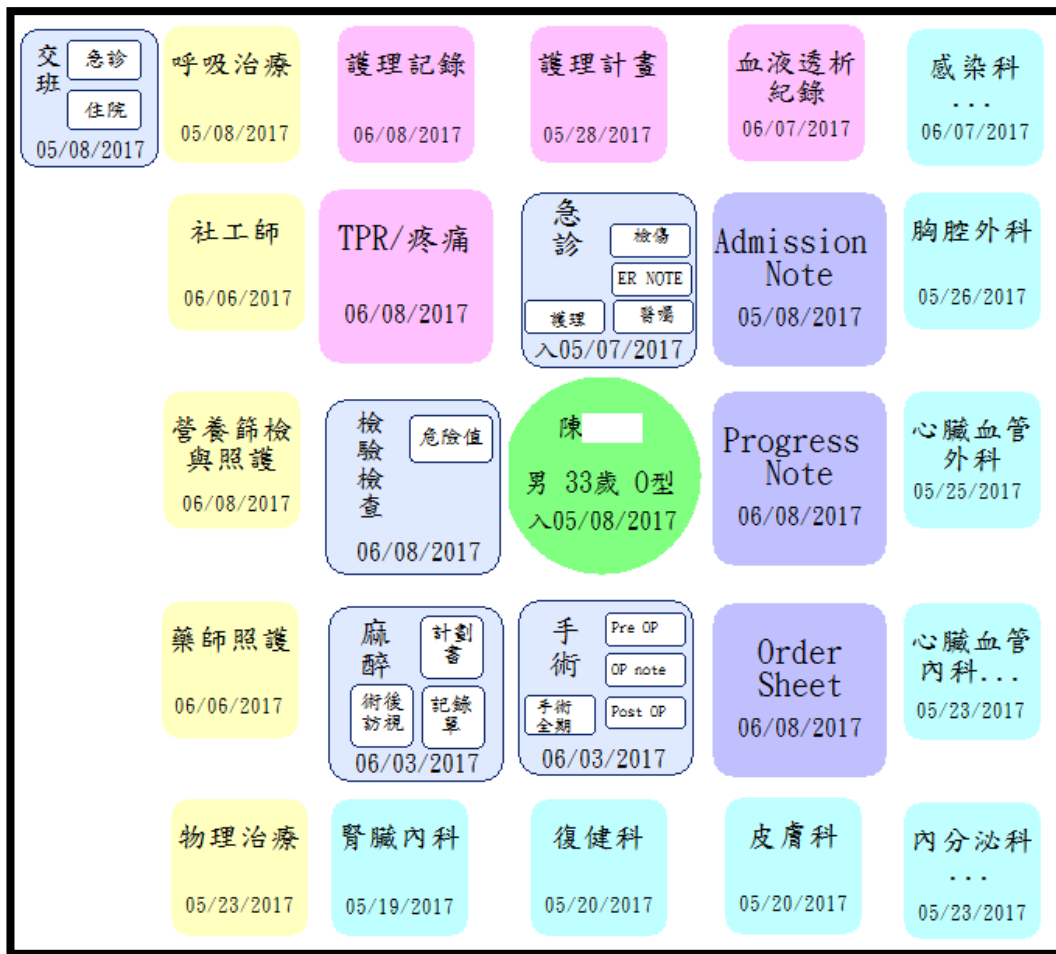 交班
急診
住院
05/08/2017
呼吸治療
05/08/2017
護理記錄
06/08/2017
護理計畫
05/28/2017
血液透析
紀錄
06/07/2017
感染科
...
06/07/2017
社工師
06/06/2017
TPR/疼痛
06/08/2017
急診
檢傷
ER NOTE
護理
醫囑
入05/07/2017
Admission
Note
05/08/2017
胸腔外科
05/26/2017
營養篩檢
與照護
06/08/2017
檢驗檢查
危險值
06/08/2017
陳
男 33歲 O型
入05/08/2017
Progress
Note
06/08/2017
心臟血管
外科
05/25/2017
藥師照護
06/06/2017
麻醉
計劃
書
術後
訪視
記錄
單
06/03/2017
手術
Pre OP
OP note
手術
全期
Post OP
06/03/2017
Order
Sheet
06/08/2017
心臟血管
內科...
05/23/2017
物理治療
05/23/2017
腎臟內科
05/19/2017
復健科
05/20/2017
皮膚科
05/20/2017
內分泌科
...
05/23/2017